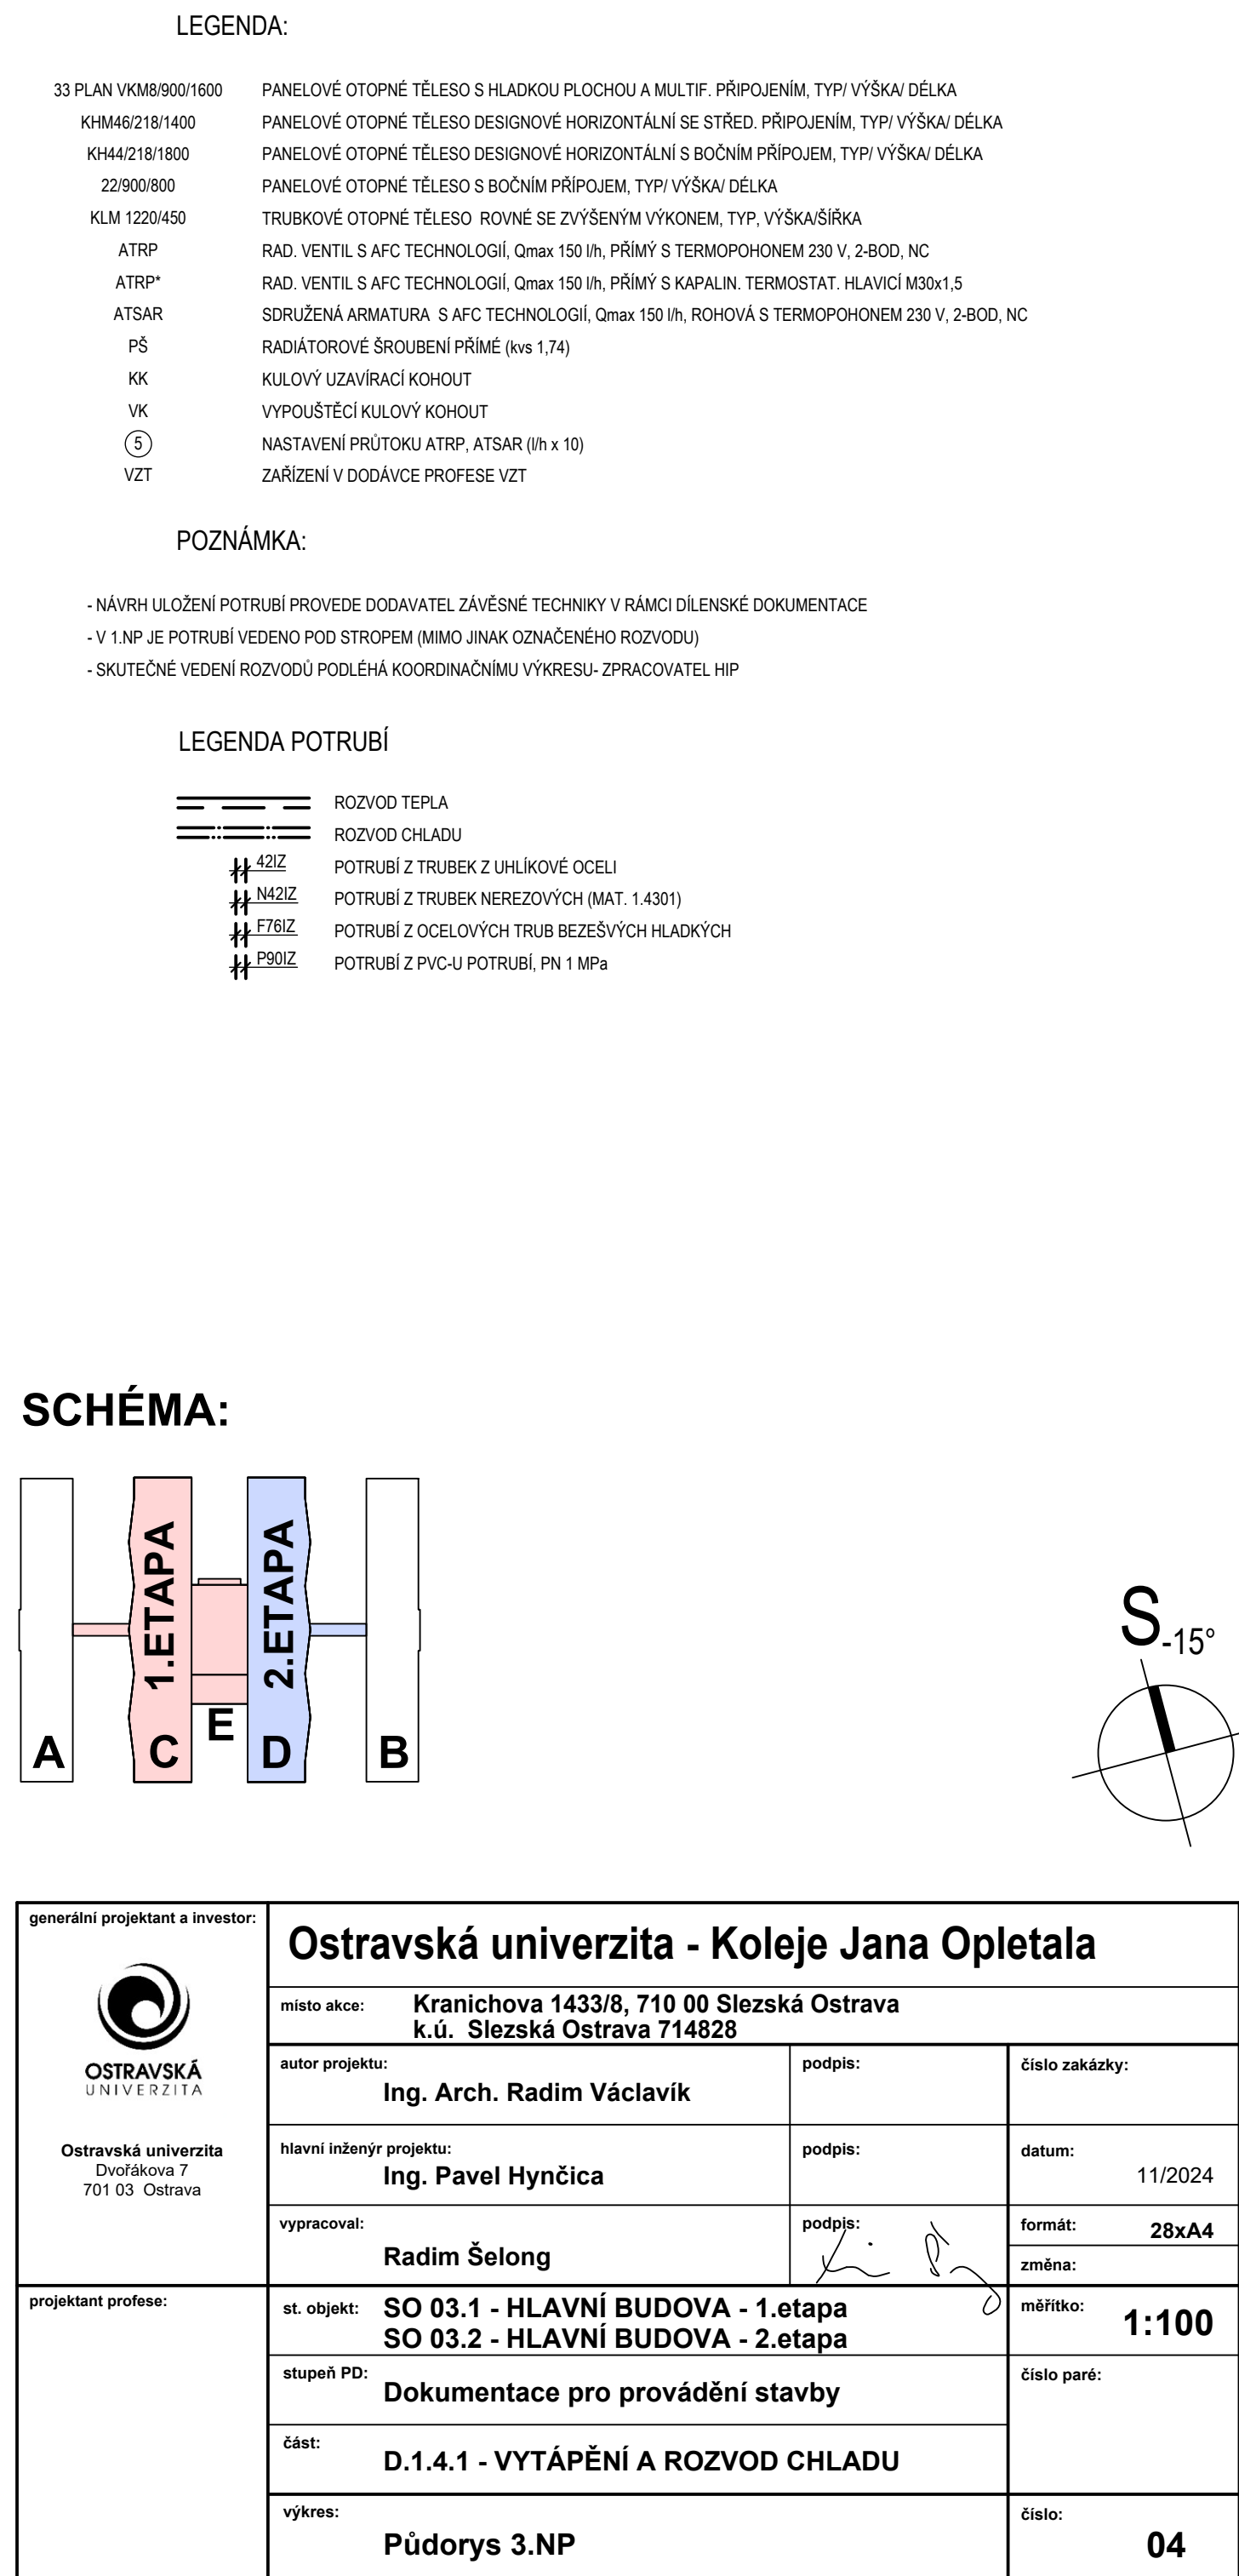 LEGENDA:
33 PLAN VKM8/900/1600 PANELOVÉ OTOPNÉ TĚLESO S HLADKOU PLOCHOU A MULTIF. PŘIPOJENÍM, TYP/ VÝŠKA/ DÉLKA
KHM46/218/1400 PANELOVÉ OTOPNÉ TĚLESO DESIGNOVÉ HORIZONTÁLNÍ SE STŘED. PŘIPOJENÍM, TYP/ VÝŠKA/ DÉLKA
KH44/218/1800 PANELOVÉ OTOPNÉ TĚLESO DESIGNOVÉ HORIZONTÁLNÍ S BOČNÍM PŘÍPOJEM, TYP/ VÝŠKA/ DÉLKA
22/900/800 PANELOVÉ OTOPNÉ TĚLESO S BOČNÍM PŘÍPOJEM, TYP/ VÝŠKA/ DÉLKA
KLM 1220/450 TRUBKOVÉ OTOPNÉ TĚLESO ROVNÉ SE ZVÝŠENÝM VÝKONEM, TYP, VÝŠKA/ŠÍŘKA
ATRP RAD. VENTIL S AFC TECHNOLOGIÍ, Qmax 150 l/h, PŘÍMÝ S TERMOPOHONEM 230 V, 2-BOD, NC
ATRP* RAD. VENTIL S AFC TECHNOLOGIÍ, Qmax 150 l/h, PŘÍMÝ S KAPALIN. TERMOSTAT. HLAVICÍ M30x1,5
ATSAR SDRUŽENÁ ARMATURA S AFC TECHNOLOGIÍ, Qmax 150 l/h, ROHOVÁ S TERMOPOHONEM 230 V, 2-BOD, NC
PŠ RADIÁTOROVÉ ŠROUBENÍ PŘÍMÉ (kvs 1,74)
KK KULOVÝ UZAVÍRACÍ KOHOUT
VK VYPOUŠTĚCÍ KULOVÝ KOHOUT
5 NASTAVENÍ PRŮTOKU ATRP, ATSAR (l/h x 10)
VZT ZAŘÍZENÍ V DODÁVCE PROFESE VZT
POZNÁMKA:
- NÁVRH ULOŽENÍ POTRUBÍ PROVEDE DODAVATEL ZÁVĚSNÉ TECHNIKY V RÁMCI DÍLENSKÉ DOKUMENTACE
- V 1.NP JE POTRUBÍ VEDENO POD STROPEM (MIMO JINAK OZNAČENÉHO ROZVODU)
- SKUTEČNÉ VEDENÍ ROZVODŮ PODLÉHÁ KOORDINAČNÍMU VÝKRESU- ZPRACOVATEL HIP
LEGENDA POTRUBÍ
ROZVOD TEPLA
ROZVOD CHLADU
42IZ POTRUBÍ Z TRUBEK Z UHLÍKOVÉ OCELI
N42IZ POTRUBÍ Z TRUBEK NEREZOVÝCH (MAT. 1.4301)
F76IZ POTRUBÍ Z OCELOVÝCH TRUB BEZEŠVÝCH HLADKÝCH
P90IZ POTRUBÍ Z PVC-U POTRUBÍ, PN 1 MPa
SCHÉMA:
1.ETAPA
2.ETAPA
A C E D B
S -15°
generální projektant a investor:
OSTRAVSKÁ
UNIVERZITA
Ostravská univerzita
Dvořákova 7
701 03 Ostrava
projektant profese:
Ostravská univerzita - Koleje Jana Opletala
místo akce: Kranichova 1433/8, 710 00 Slezská Ostrava
k.ú. Slezská Ostrava 714828
autor projektu: podpis: číslo zakázky:
Ing. Arch. Radim Václavík
hlavní inženýr projektu: podpis: datum:
Ing. Pavel Hynčica 11/2024
vypracoval: podpis: formát: 28xA4
Radim Šelong změna:
st. objekt: SO 03.1 - HLAVNÍ BUDOVA - 1.etapa měřítko: 1:100
SO 03.2 - HLAVNÍ BUDOVA - 2.etapa
stupeň PD: Dokumentace pro provádění stavby číslo paré:
část: D.1.4.1 - VYTÁPĚNÍ A ROZVOD CHLADU
výkres: Půdorys 3.NP číslo: 04